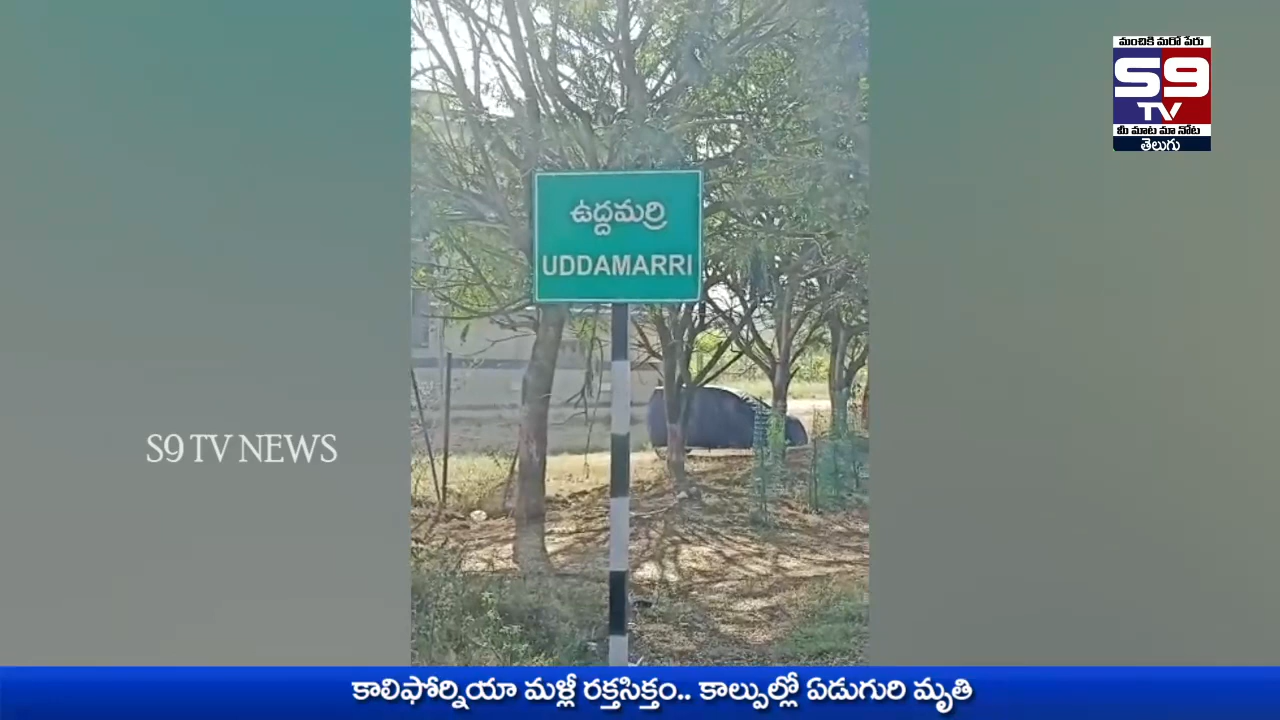 మంచికి మరో పేరు
S9
TV
మీ మాట మా నోట
తెలుగు
ఉద్దమర్రి
UDDAMARRI
S9 TV NEWS
కాలిఫోర్నియా మళ్లీ రక్తసిక్తం.. కాల్పుల్లో ఏడుగురి మృతి